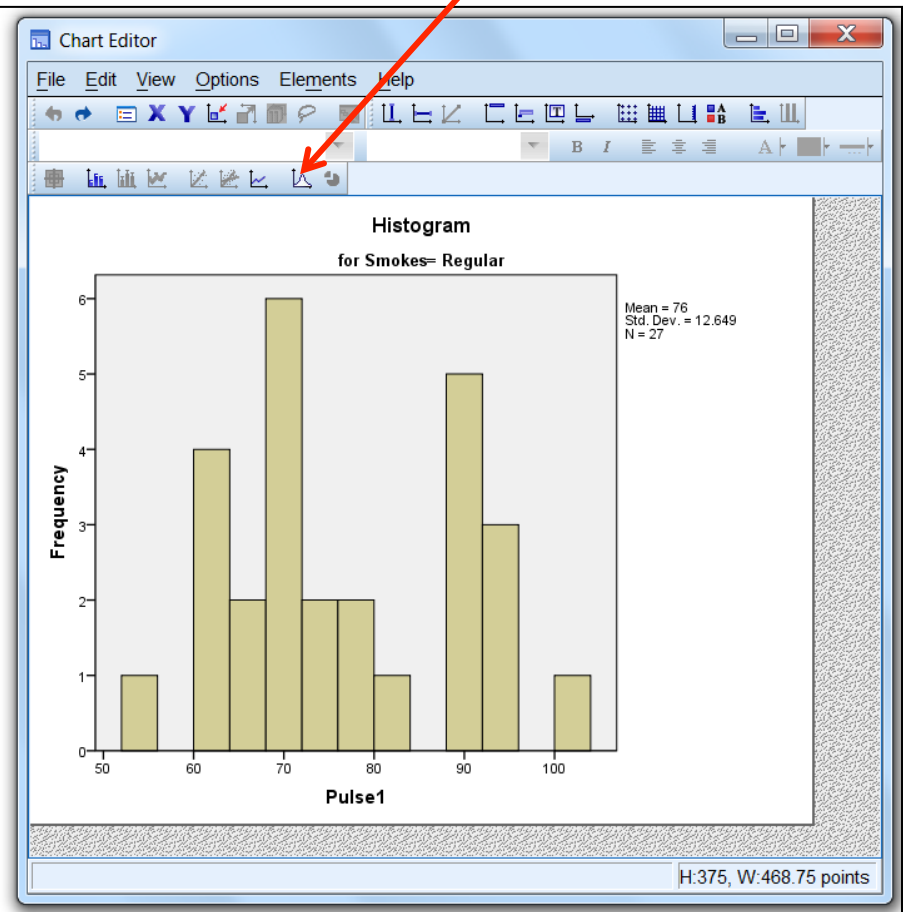 Chart Editor
File Edit View Options Elements Help
X Y
B I A
Histogram
for Smokes= Regular
Mean = 76
Std. Dev. = 12.649
N = 27
6
5
4
3
2
1
0
Frequency
50 60 70 80 90 100
Pulse1
H:375, W:468.75 points